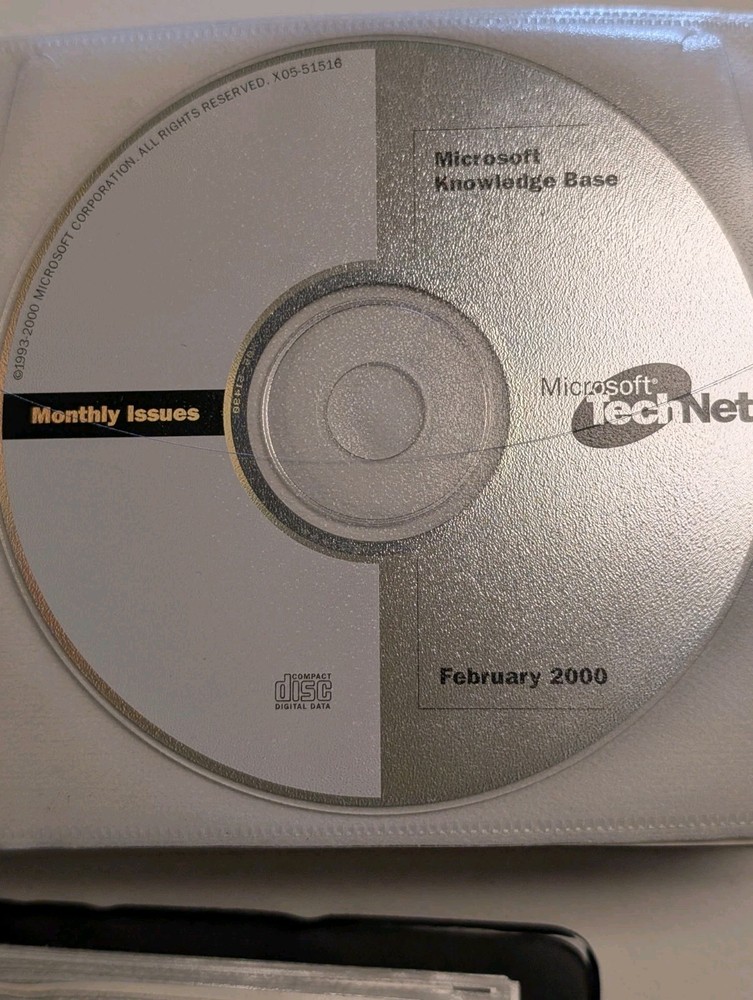 ©1993-2000 MICROSOFT CORPORATION. ALL RIGHTS RESERVED. X05-51516
Microsoft
Knowledge Base
Monthly Issues
Microsoft®
TechNet
February 2000
COMPACT
disc
DIGITAL DATA